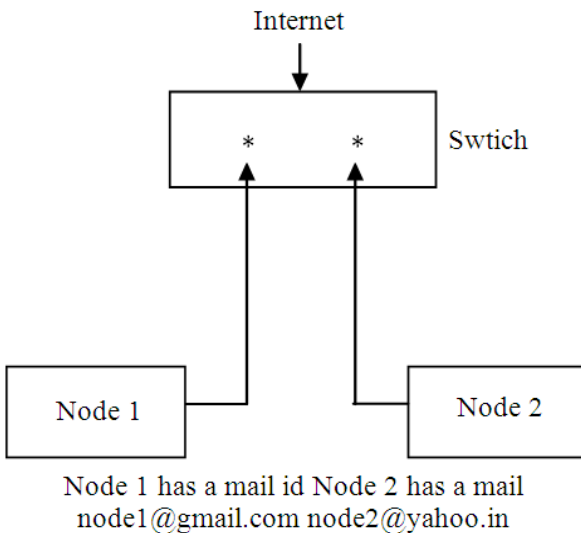 Internet
* *
Swtich
Node 1
Node 2
Node 1 has a mail id Node 2 has a mail
node1@gmail.com node2@yahoo.in